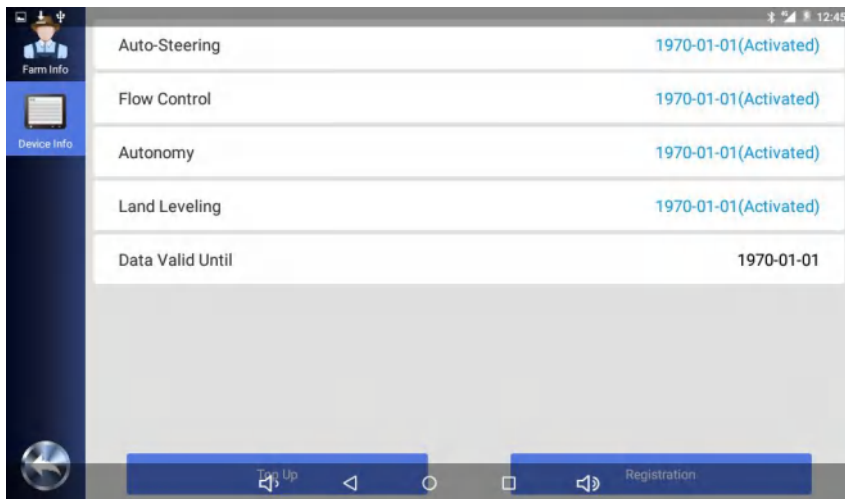 12:45
Farm Info
Device Info
Auto-Steering 1970-01-01(Activated)
Flow Control 1970-01-01(Activated)
Autonomy 1970-01-01(Activated)
Land Leveling 1970-01-01(Activated)
Data Valid Until 1970-01-01
Top Up
Registration